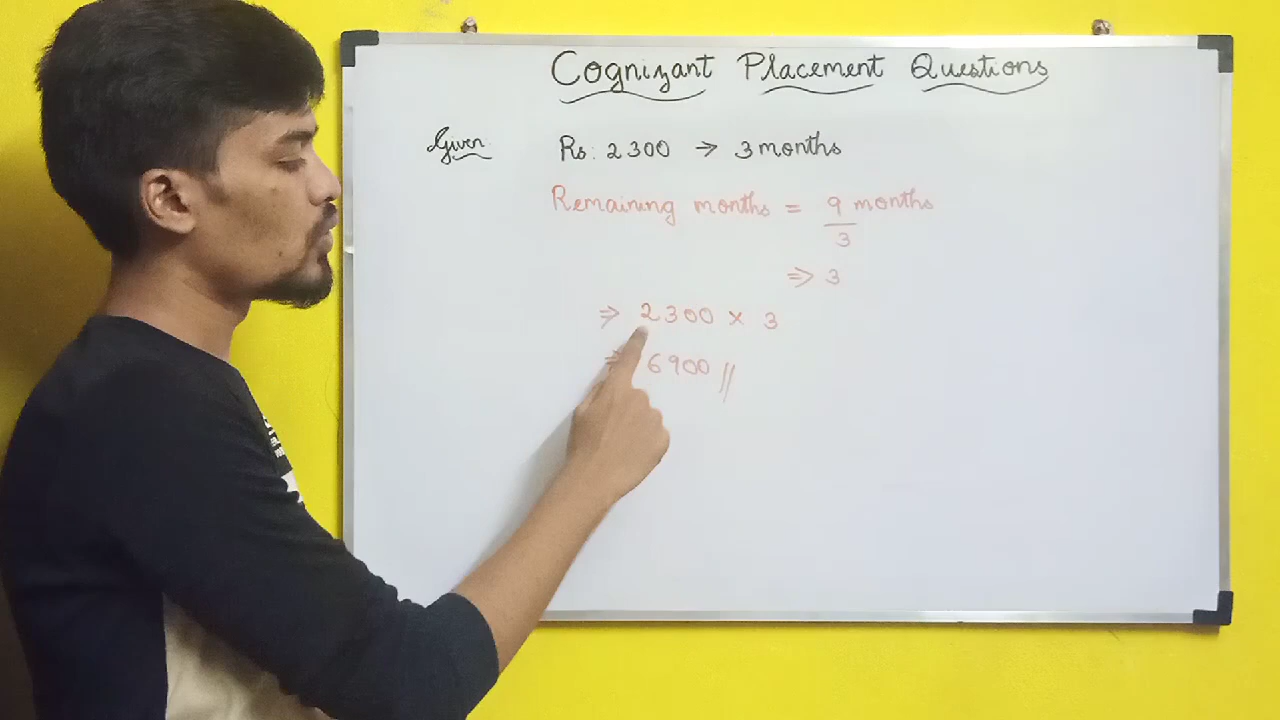 Cognizant Placement Questions
Given: Rs: 2300 → 3 months
Remaining months = 9 months
3
⇒ 3
⇒ 2300 × 3
⇒ 6900 //